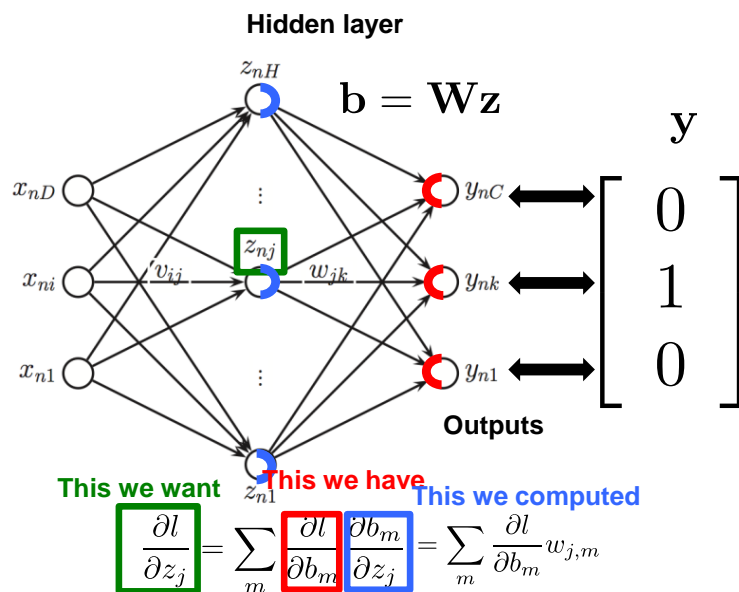 Hidden layer
z_{nH}
b = Wz
y
x_{nD} ⋮ y_{nC} 0
z_{nj}
x_{ni} v_{ij} w_{jk} y_{nk} 1
x_{n1} ⋮ y_{n1} 0
Outputs
z_{n1}
This we want This we have This we computed
∂l/∂z_j = ∑_m ∂l/∂b_m ∂b_m/∂z_j = ∑_m ∂l/∂b_m w_{j,m}